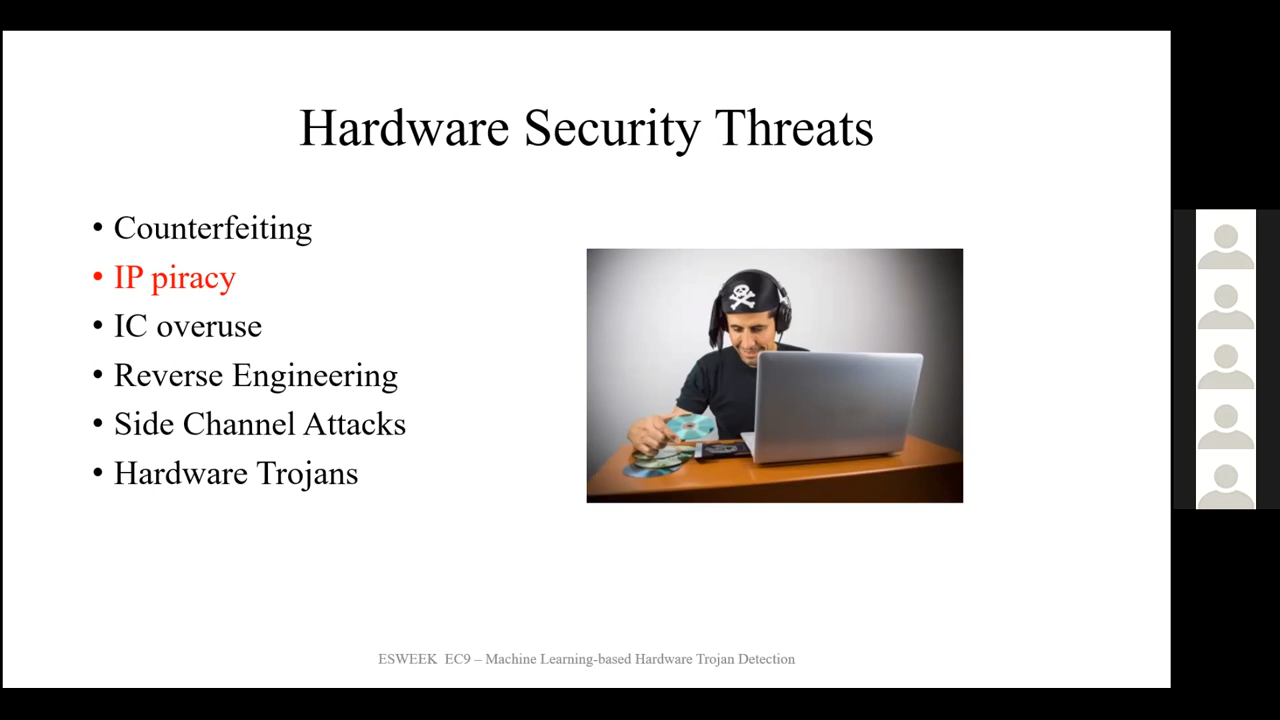 Hardware Security Threats
• Counterfeiting
• IP piracy
• IC overuse
• Reverse Engineering
• Side Channel Attacks
• Hardware Trojans
ESWEEK EC9 – Machine Learning-based Hardware Trojan Detection